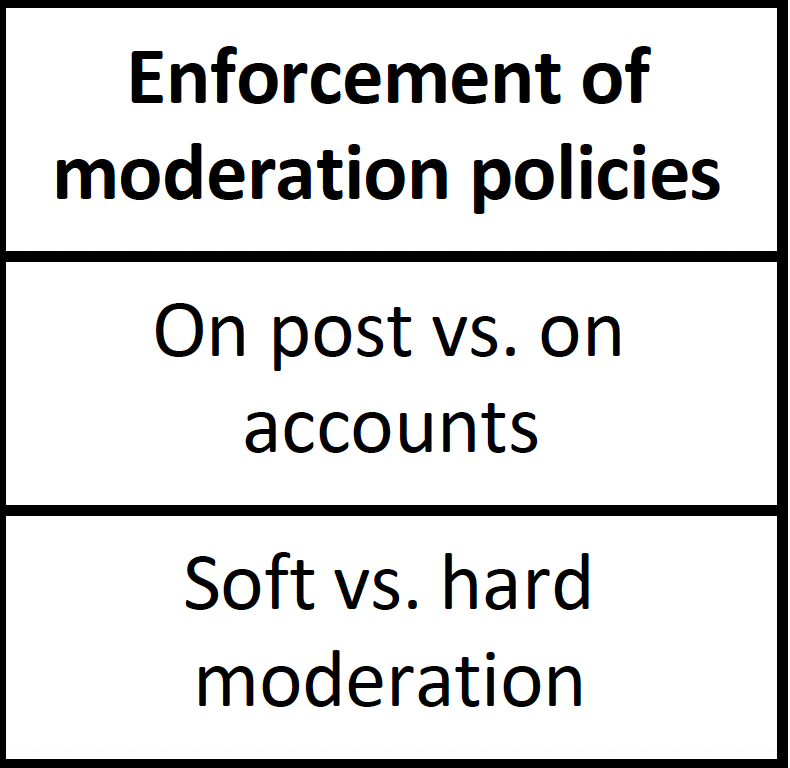 Enforcement of
moderation policies
On post vs. on
accounts
Soft vs. hard
moderation